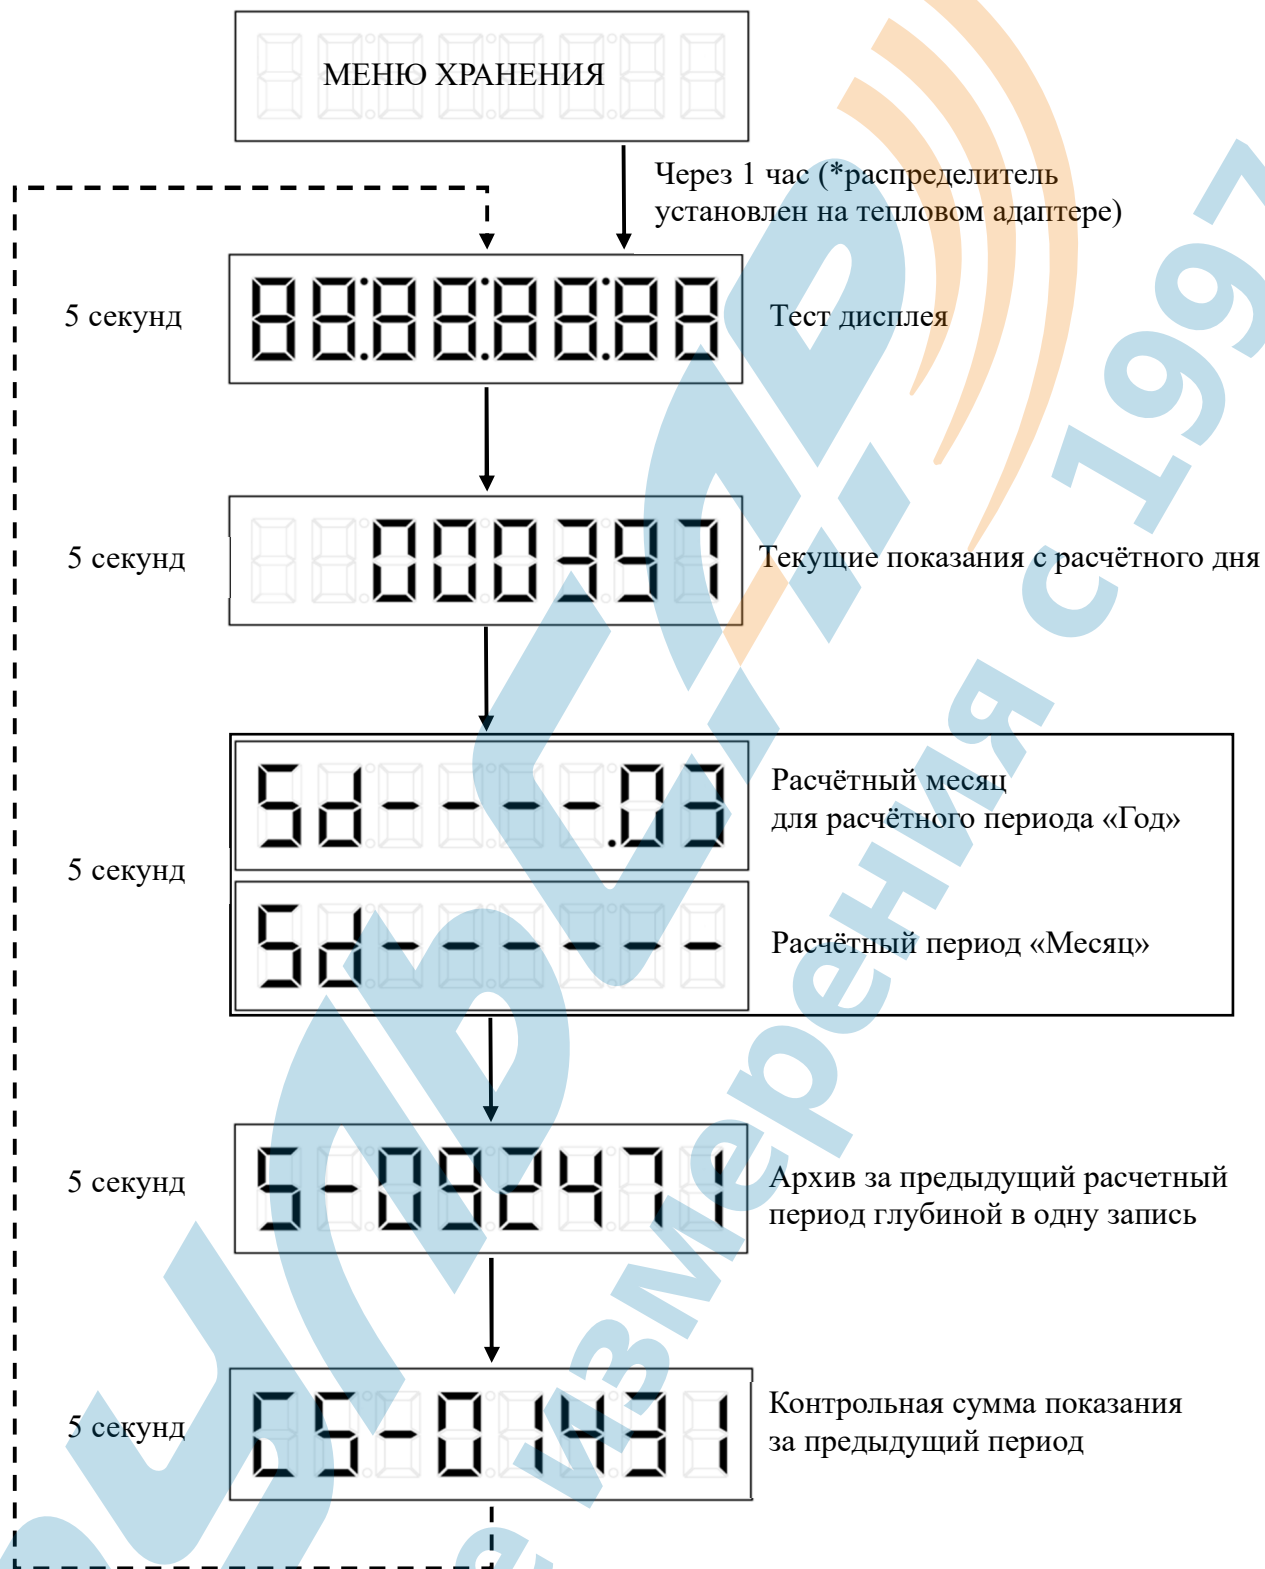 МЕНЮ ХРАНЕНИЯ
Через 1 час (*распределитель
установлен на тепловом адаптере)
5 секунд
88:88:88:88
Тест дисплея
5 секунд
000397
Текущие показания с расчётного дня
5 секунд
Sd----.03
Расчётный месяц
для расчётного периода «Год»
Sd------
Расчётный период «Месяц»
5 секунд
S-092471
Архив за предыдущий расчетный
период глубиной в одну запись
5 секунд
CS-01431
Контрольная сумма показания
за предыдущий период
ПУЛЬСАР
е измерения с 1997